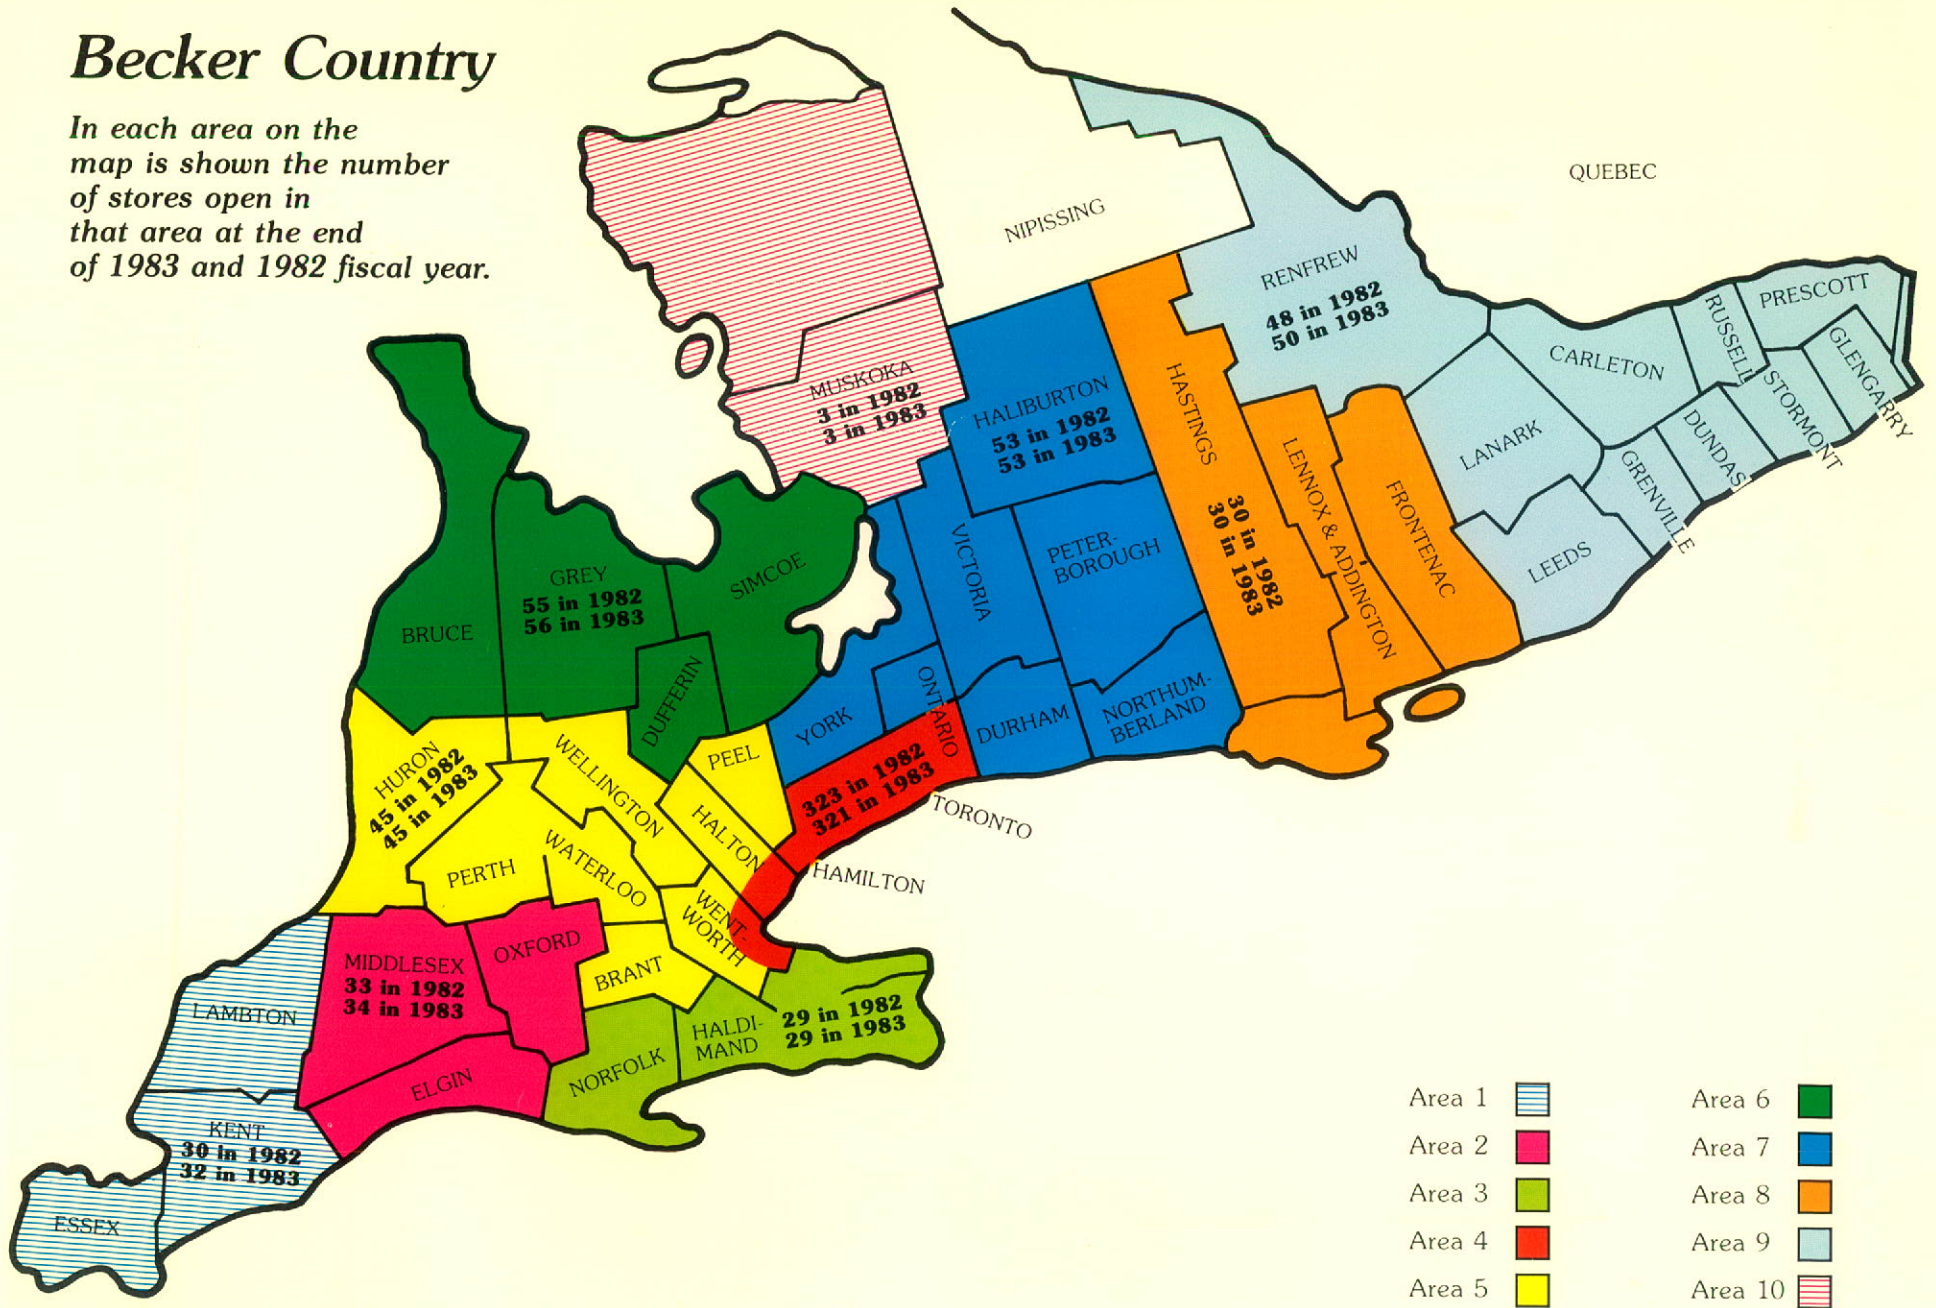 Becker Country
In each area on the
map is shown the number
of stores open in
that area at the end
of 1983 and 1982 fiscal year.
QUEBEC
NIPISSING
RENFREW
48 in 1982
50 in 1983
PRESCOTT
RUSSELL
GLENGARRY
CARLETON
STORMONT
DUNDAS
GRENVILLE
LANARK
LEEDS
MUSKOKA
3 in 1982
3 in 1983
HALIBURTON
53 in 1982
53 in 1983
HASTINGS
30 in 1982
30 in 1983
LENNOX & ADDINGTON
FRONTENAC
VICTORIA
PETER-
BOROUGH
SIMCOE
GREY
55 in 1982
56 in 1983
BRUCE
DUFFERIN
YORK
ONTARIO
DURHAM
NORTHUM-
BERLAND
HURON
45 in 1982
45 in 1983
WELLINGTON
PEEL
HALTON
323 in 1982
321 in 1983
TORONTO
HAMILTON
PERTH
WATERLOO
WENT-
WORTH
BRANT
MIDDLESEX
33 in 1982
34 in 1983
OXFORD
LAMBTON
ELGIN
NORFOLK
HALDI-
MAND
29 in 1982
29 in 1983
KENT
30 in 1982
32 in 1983
ESSEX
Area 1
Area 2
Area 3
Area 4
Area 5
Area 6
Area 7
Area 8
Area 9
Area 10